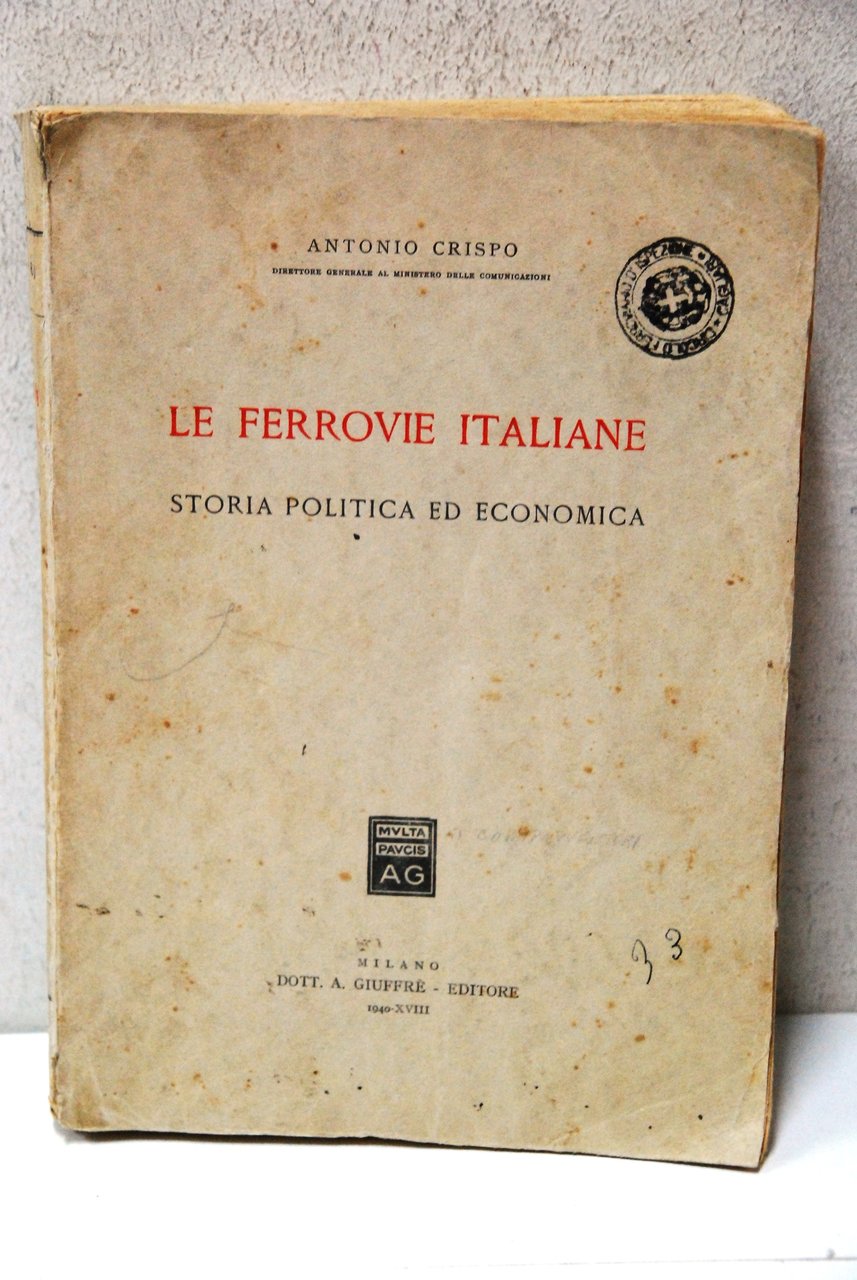 ANTONIO CRISPO
DIRETTORE GENERALE AL MINISTERO DELLE COMUNICAZIONI
LE FERROVIE ITALIANE
STORIA POLITICA ED ECONOMICA
MVLTA
PAVCIS
AG
MILANO
DOTT. A. GIUFFRÈ - EDITORE
1940-XVIII